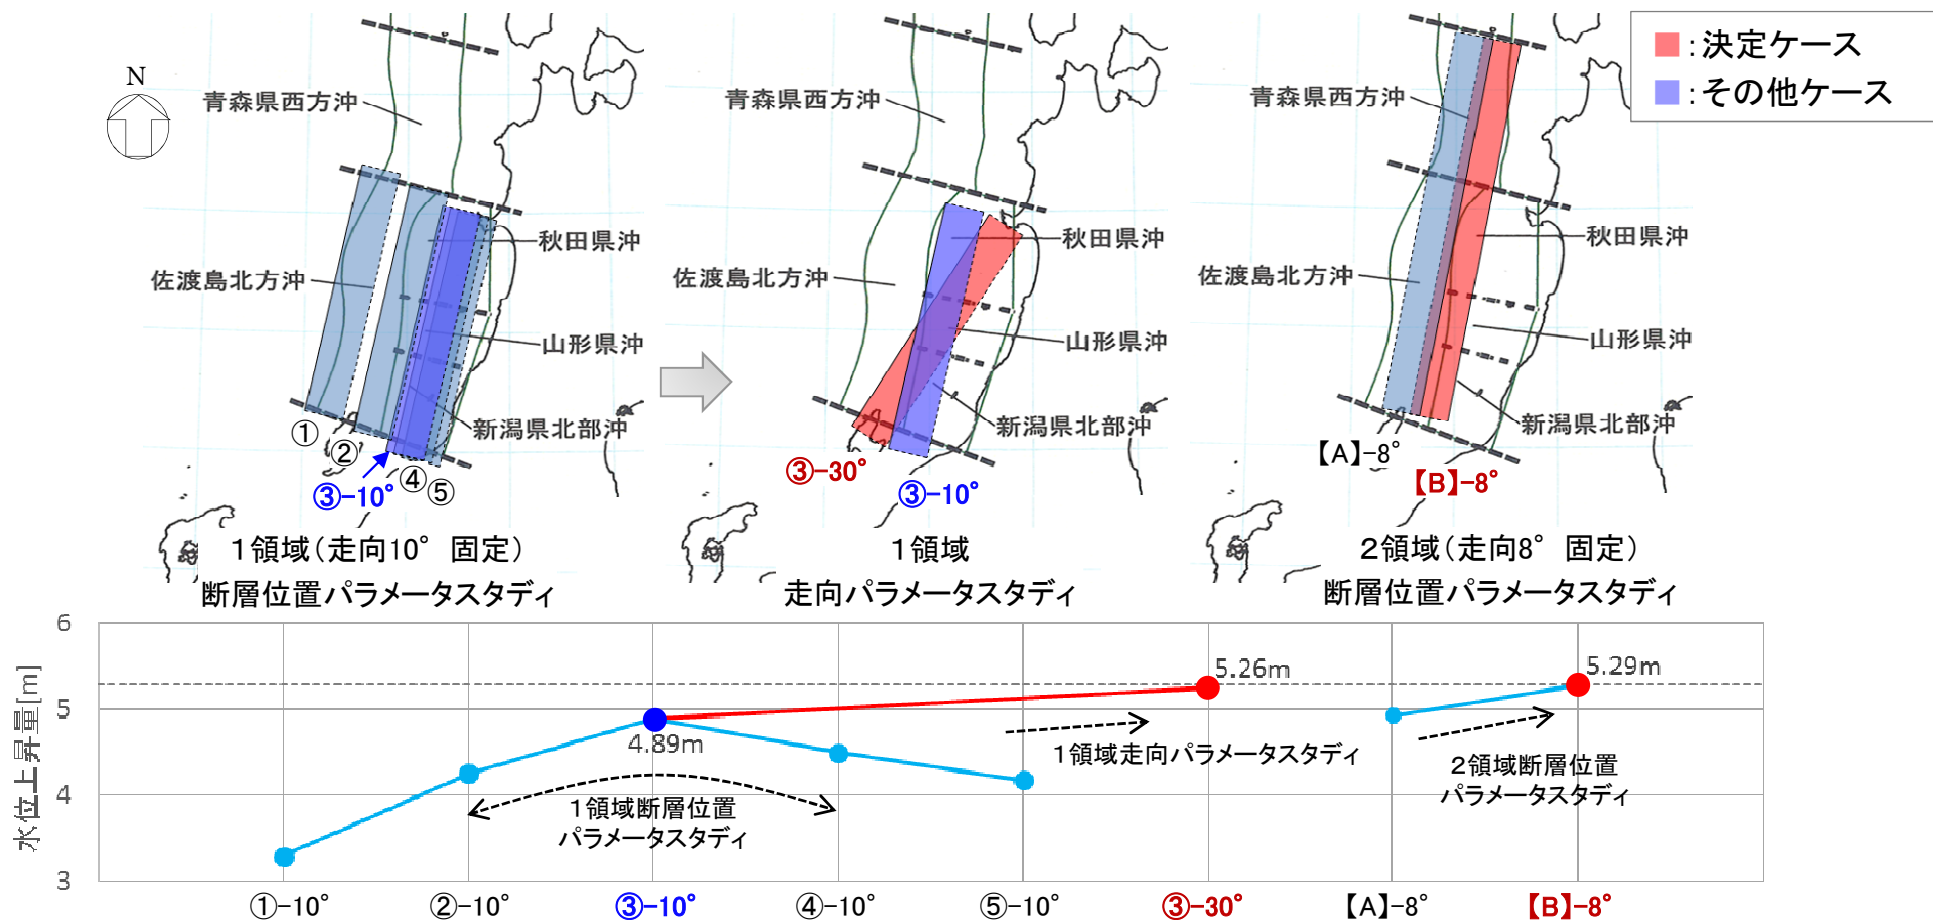 N
青森県西方沖
秋田県沖
佐渡島北方沖
山形県沖
新潟県北部沖
①
②
③-10°
④
⑤
1領域(走向10° 固定)
断層位置パラメータスタディ
青森県西方沖
秋田県沖
佐渡島北方沖
山形県沖
新潟県北部沖
③-30°
③-10°
1領域
走向パラメータスタディ
青森県西方沖
秋田県沖
佐渡島北方沖
山形県沖
新潟県北部沖
【A】-8°
【B】-8°
2領域(走向8° 固定)
断層位置パラメータスタディ
:決定ケース
:その他ケース
水位上昇量[m]
6
5
4
3
4.89m
5.26m
5.29m
1領域断層位置
パラメータスタディ
1領域走向パラメータスタディ
2領域断層位置
パラメータスタディ
①-10°
②-10°
③-10°
④-10°
⑤-10°
③-30°
【A】-8°
【B】-8°